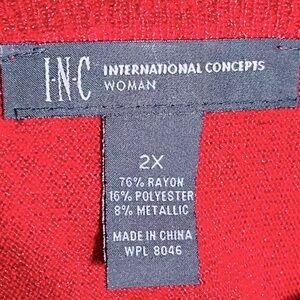 I·N·C INTERNATIONAL CONCEPTS
WOMAN
2X
76% RAYON
16% POLYESTER
8% METALLIC
MADE IN CHINA
WPL 8046